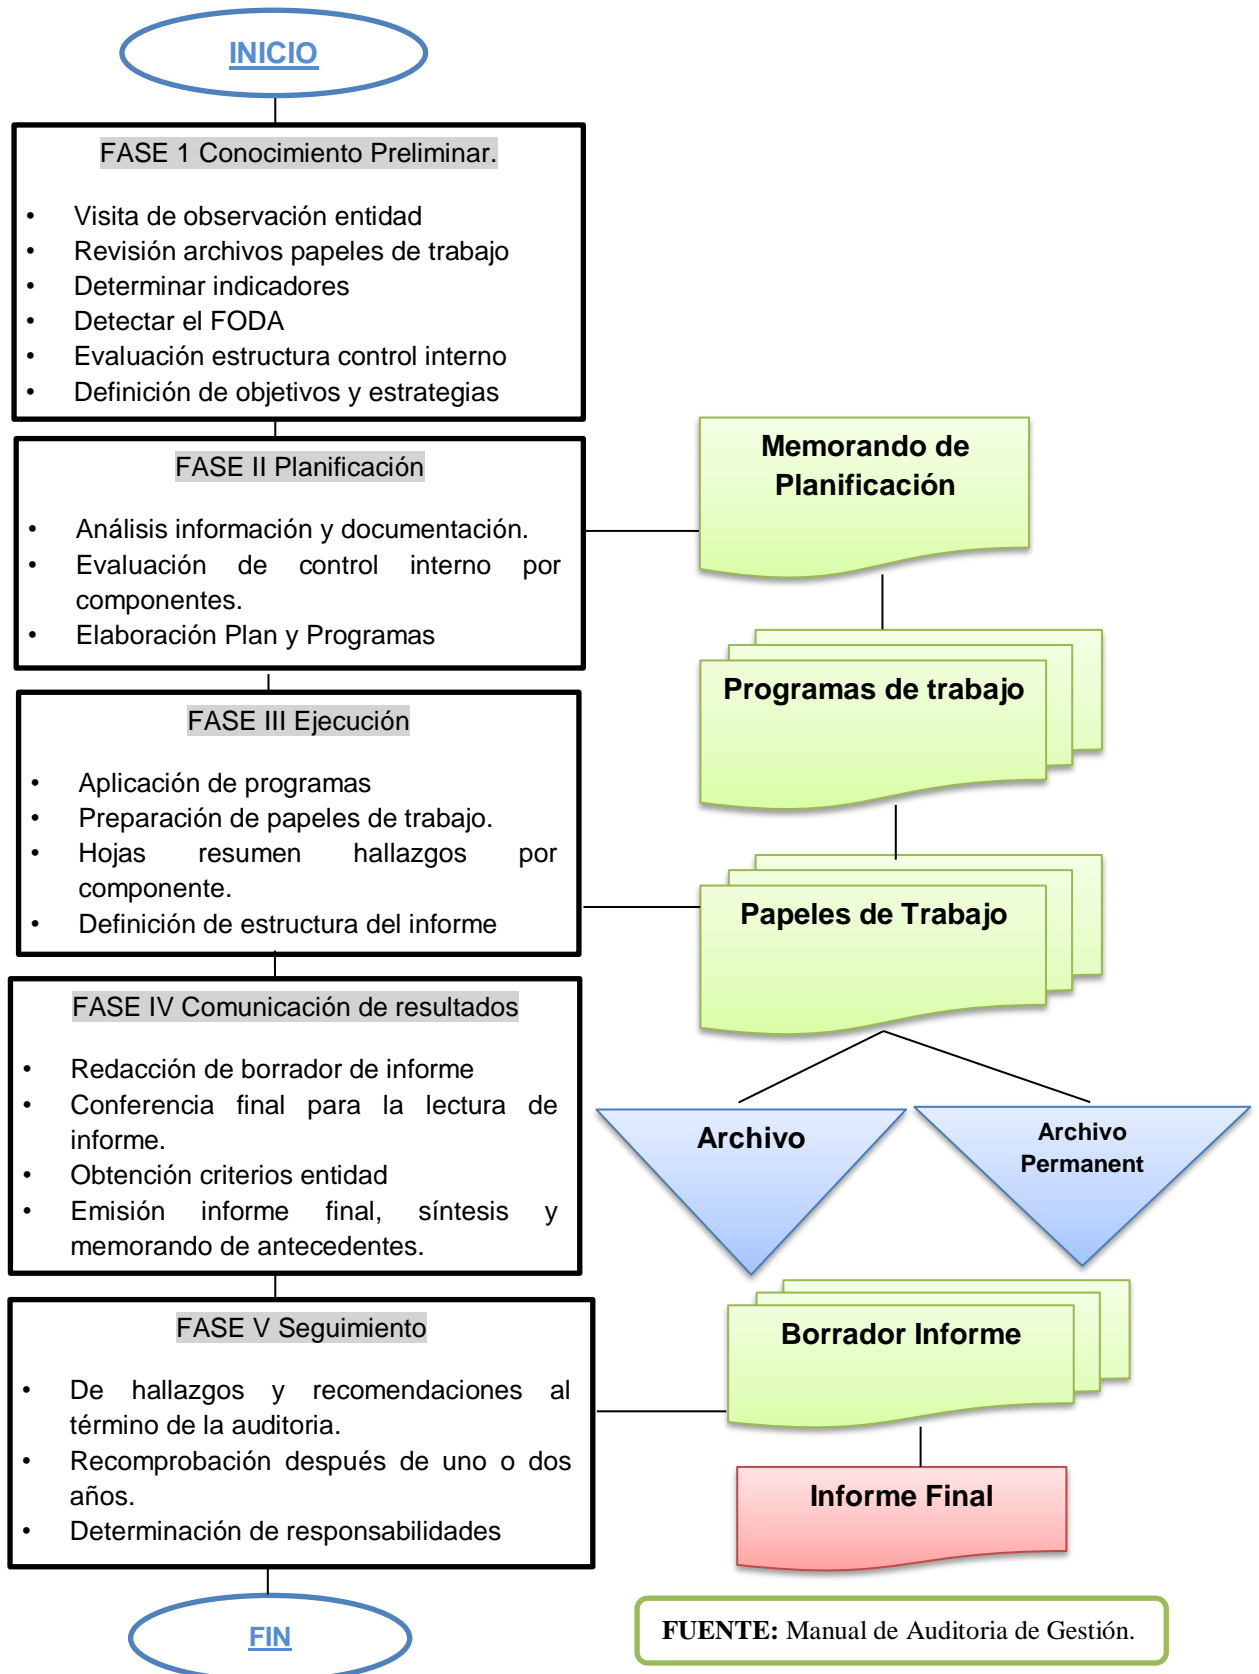 INICIO
FASE 1 Conocimiento Preliminar.
• Visita de observación entidad
• Revisión archivos papeles de trabajo
• Determinar indicadores
• Detectar el FODA
• Evaluación estructura control interno
• Definición de objetivos y estrategias
FASE II Planificación
• Análisis información y documentación.
• Evaluación de control interno por
componentes.
• Elaboración Plan y Programas
FASE III Ejecución
• Aplicación de programas
• Preparación de papeles de trabajo.
• Hojas resumen hallazgos por
componente.
• Definición de estructura del informe
FASE IV Comunicación de resultados
• Redacción de borrador de informe
• Conferencia final para la lectura de
informe.
• Obtención criterios entidad
• Emisión informe final, síntesis y
memorando de antecedentes.
FASE V Seguimiento
• De hallazgos y recomendaciones al
término de la auditoria.
• Recomprobación después de uno o dos
años.
• Determinación de responsabilidades
FIN
Memorando de
Planificación
Programas de trabajo
Papeles de Trabajo
Archivo
Archivo
Permanent
Borrador Informe
Informe Final
FUENTE: Manual de Auditoria de Gestión.